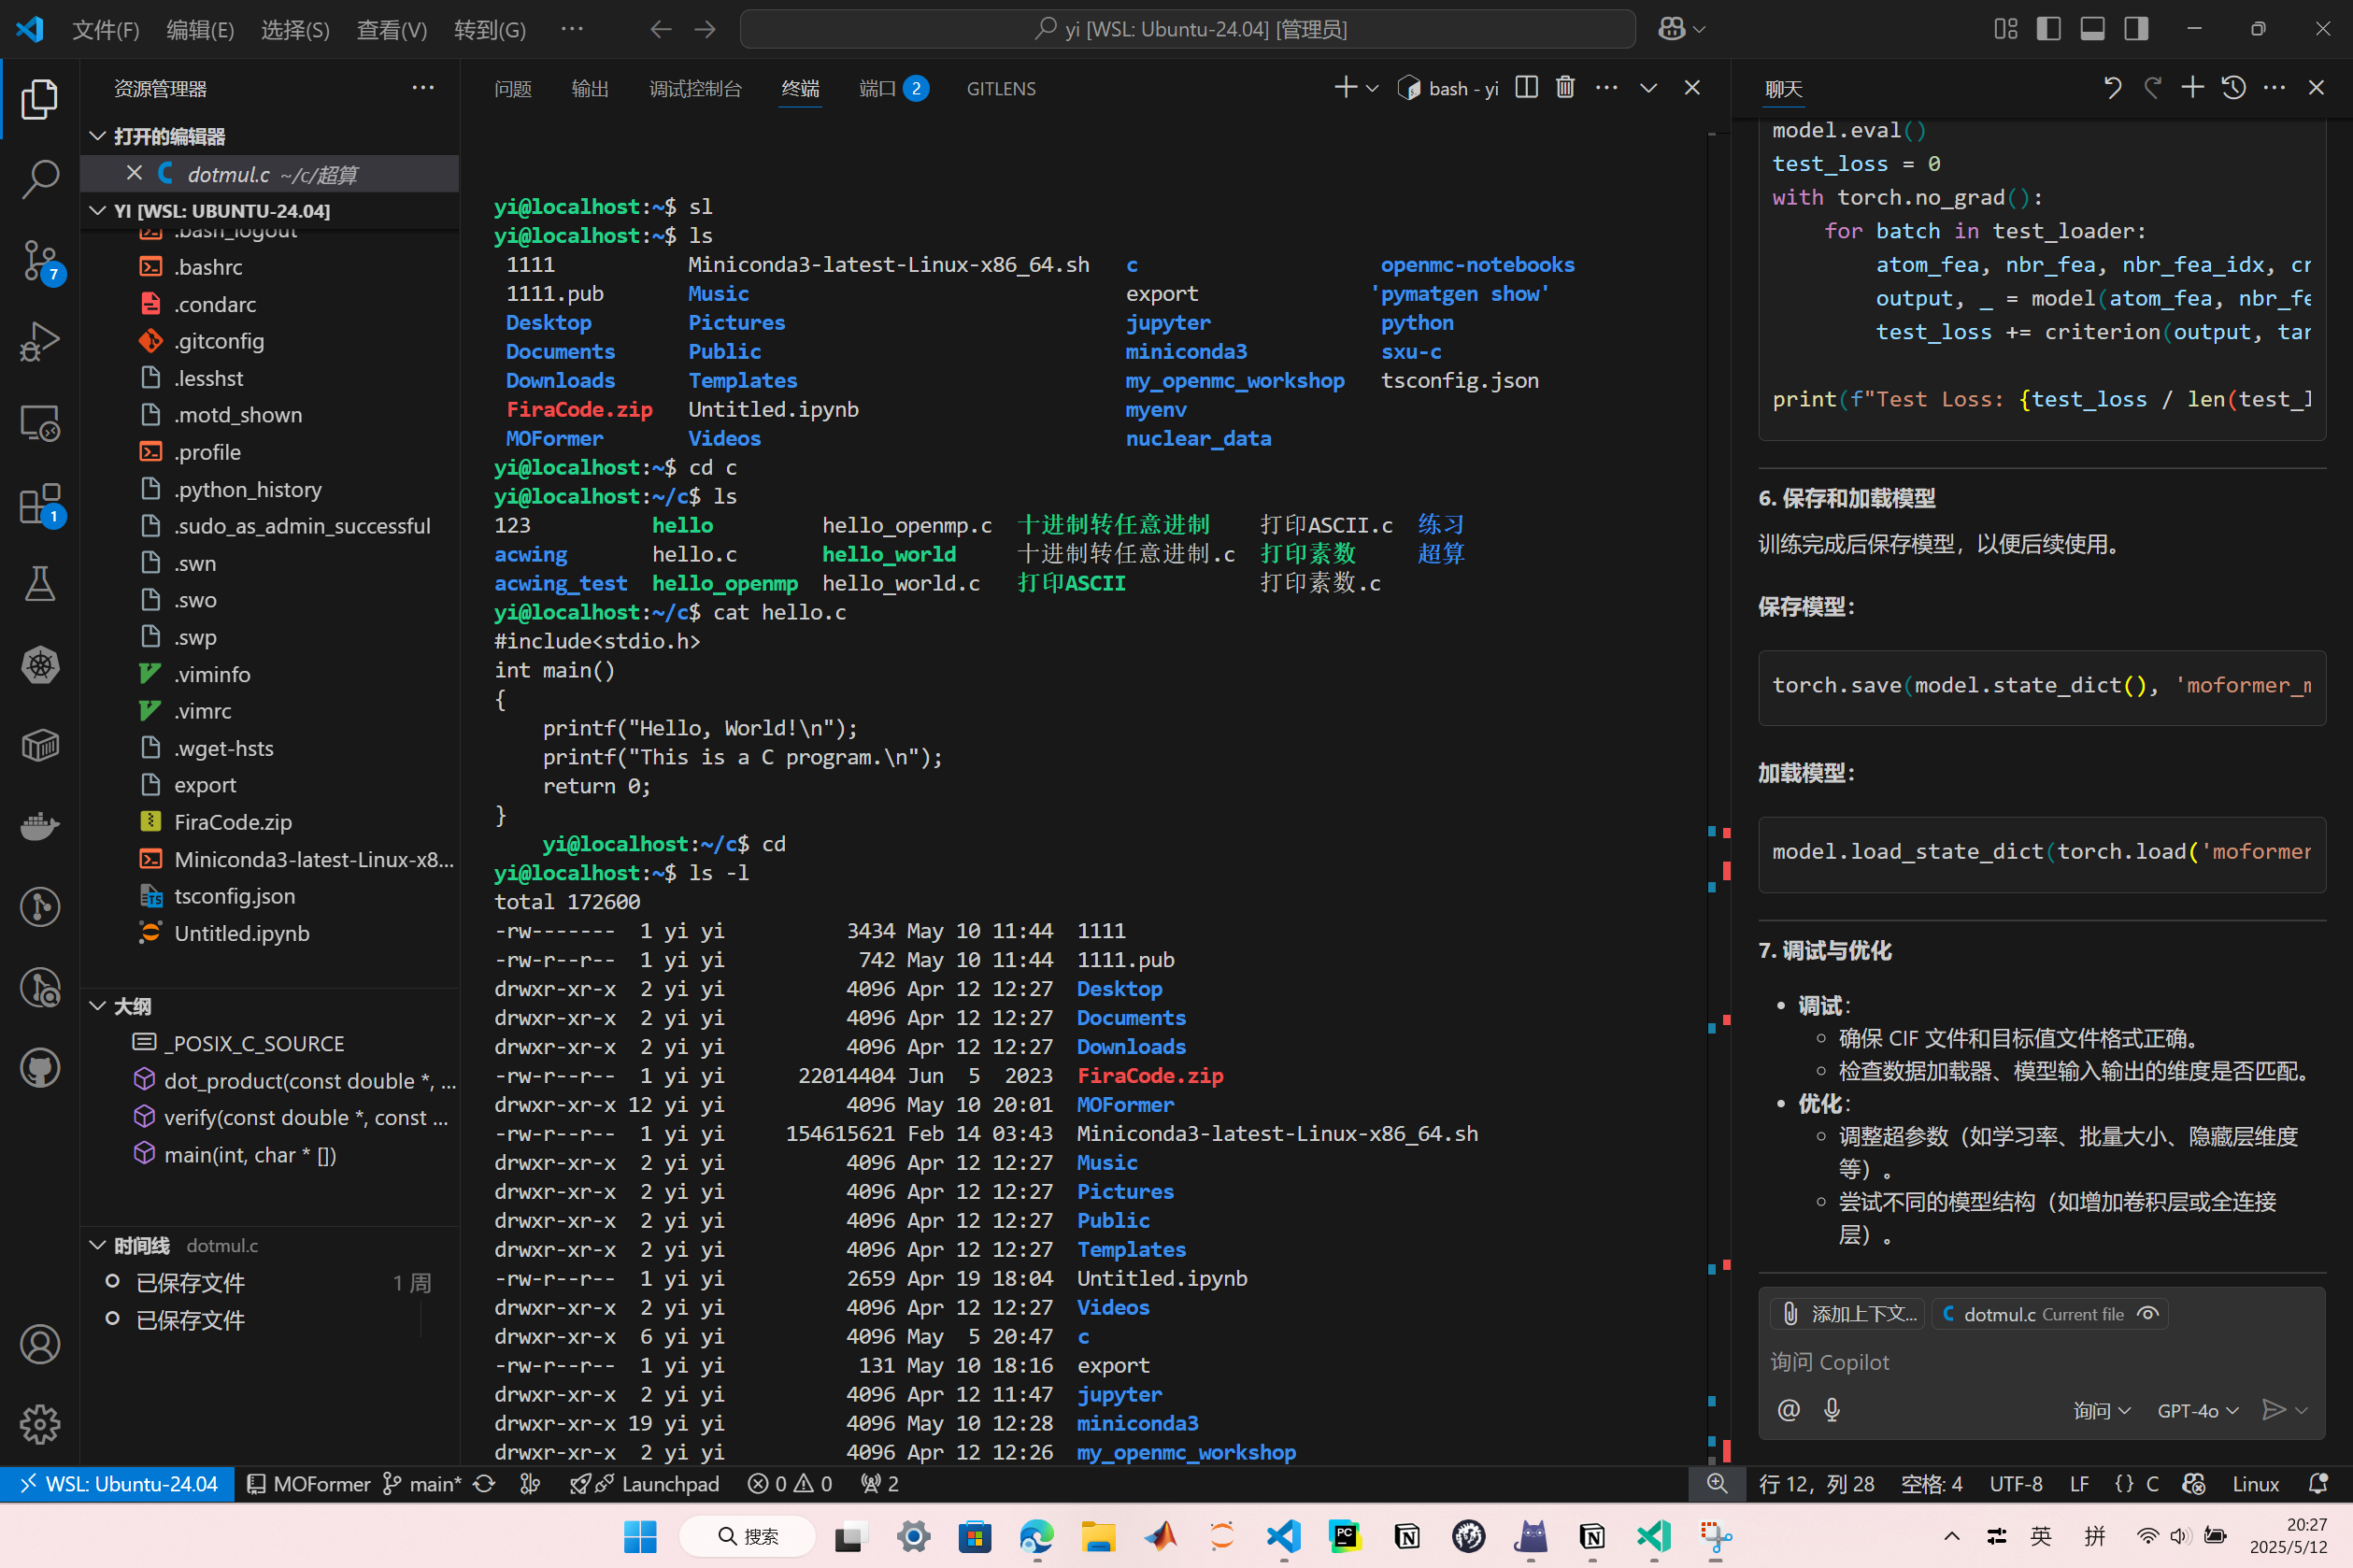 文件(F) 编辑(E) 选择(S) 查看(V) 转到(G) ··· yi [WSL: Ubuntu-24.04] [管理员]
资源管理器
打开的编辑器
dotmul.c ~/c/超算
YI [WSL: UBUNTU-24.04]
.bash_logout
.bashrc
.condarc
.gitconfig
.lesshst
.motd_shown
.profile
.python_history
.sudo_as_admin_successful
.swn
.swo
.swp
.viminfo
.vimrc
.wget-hsts
export
FiraCode.zip
Miniconda3-latest-Linux-x8...
tsconfig.json
Untitled.ipynb
大纲
_POSIX_C_SOURCE
dot_product(const double *, ...
verify(const double *, const ...
main(int, char * [])
时间线 dotmul.c
已保存文件 1 周
已保存文件
7
1
问题 输出 调试控制台 终端 端口 2 GITLENS bash - yi
yi@localhost:~$ sl
yi@localhost:~$ ls
1111 Miniconda3-latest-Linux-x86_64.sh c openmc-notebooks
1111.pub Music export 'pymatgen show'
Desktop Pictures jupyter python
Documents Public miniconda3 sxu-c
Downloads Templates my_openmc_workshop tsconfig.json
FiraCode.zip Untitled.ipynb myenv
MOFormer Videos nuclear_data
yi@localhost:~$ cd c
yi@localhost:~/c$ ls
123 hello hello_openmp.c 十进制转任意进制 打印ASCII.c 练习
acwing hello.c hello_world 十进制转任意进制.c 打印素数 超算
acwing_test hello_openmp hello_world.c 打印ASCII 打印素数.c
yi@localhost:~/c$ cat hello.c
#include<stdio.h>
int main()
{
    printf("Hello, World!\n");
    printf("This is a C program.\n");
    return 0;
}
    yi@localhost:~/c$ cd
yi@localhost:~$ ls -l
total 172600
-rw------- 1 yi yi 3434 May 10 11:44 1111
-rw-r--r-- 1 yi yi 742 May 10 11:44 1111.pub
drwxr-xr-x 2 yi yi 4096 Apr 12 12:27 Desktop
drwxr-xr-x 2 yi yi 4096 Apr 12 12:27 Documents
drwxr-xr-x 2 yi yi 4096 Apr 12 12:27 Downloads
-rw-r--r-- 1 yi yi 22014404 Jun 5 2023 FiraCode.zip
drwxr-xr-x 12 yi yi 4096 May 10 20:01 MOFormer
-rw-r--r-- 1 yi yi 154615621 Feb 14 03:43 Miniconda3-latest-Linux-x86_64.sh
drwxr-xr-x 2 yi yi 4096 Apr 12 12:27 Music
drwxr-xr-x 2 yi yi 4096 Apr 12 12:27 Pictures
drwxr-xr-x 2 yi yi 4096 Apr 12 12:27 Public
drwxr-xr-x 2 yi yi 4096 Apr 12 12:27 Templates
-rw-r--r-- 1 yi yi 2659 Apr 19 18:04 Untitled.ipynb
drwxr-xr-x 2 yi yi 4096 Apr 12 12:27 Videos
drwxr-xr-x 6 yi yi 4096 May 5 20:47 c
-rw-r--r-- 1 yi yi 131 May 10 18:16 export
drwxr-xr-x 2 yi yi 4096 Apr 12 11:47 jupyter
drwxr-xr-x 19 yi yi 4096 May 10 12:28 miniconda3
drwxr-xr-x 2 yi yi 4096 Apr 12 12:26 my_openmc_workshop
聊天
model.eval()
test_loss = 0
with torch.no_grad():
    for batch in test_loader:
        atom_fea, nbr_fea, nbr_fea_idx, cr
        output, _ = model(atom_fea, nbr_fe
        test_loss += criterion(output, tar
print(f"Test Loss: {test_loss / len(test_l
6. 保存和加载模型
训练完成后保存模型，以便后续使用。
保存模型：
torch.save(model.state_dict(), 'moformer_m
加载模型：
model.load_state_dict(torch.load('moformer
7. 调试与优化
• 调试：
◦ 确保 CIF 文件和目标值文件格式正确。
◦ 检查数据加载器、模型输入输出的维度是否匹配。
• 优化：
◦ 调整超参数（如学习率、批量大小、隐藏层维度
等）。
◦ 尝试不同的模型结构（如增加卷积层或全连接
层）。
添加上下文... dotmul.c Current file
询问 Copilot
@ 询问 GPT-4o
WSL: Ubuntu-24.04 MOFormer main* Launchpad 0 0 2 行 12，列 28 空格: 4 UTF-8 LF {} C Linux
搜索 PC 英 拼 20:27
2025/5/12